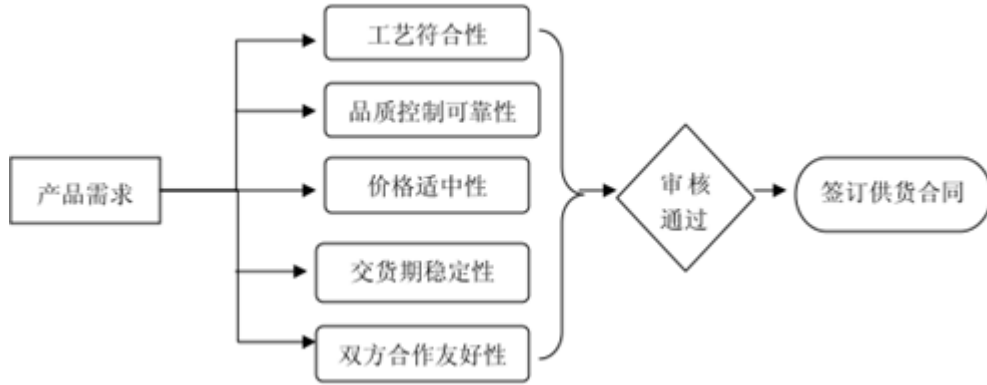 工艺符合性
品质控制可靠性
产品需求
价格适中性
审核
通过
签订供货合同
交货期稳定性
双方合作友好性